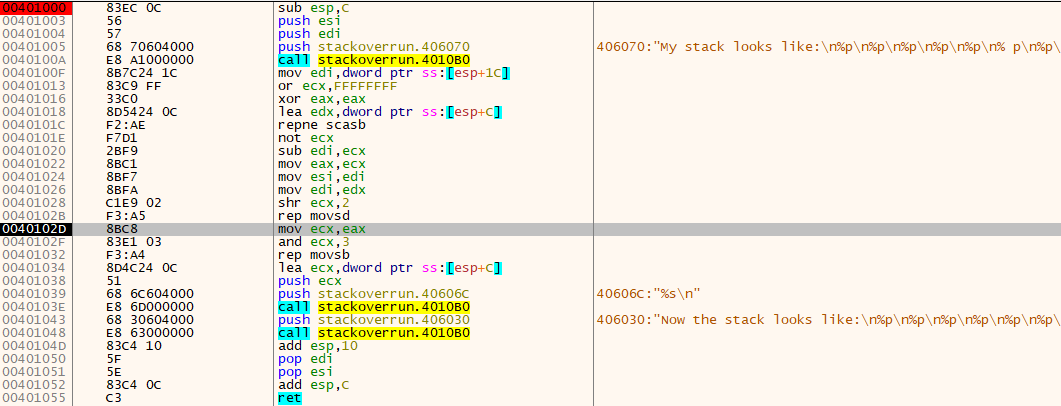 00401000 83EC 0C sub esp,C
00401003 56 push esi
00401004 57 push edi
00401005 68 70604000 push stackoverrun.406070 406070:"My stack looks like:\n%p\n%p\n%p\n%p\n%p\n% p\n%p\
0040100A E8 A1000000 call stackoverrun.4010B0
0040100F 8B7C24 1C mov edi,dword ptr ss:[esp+1C]
00401013 83C9 FF or ecx,FFFFFFFF
00401016 33C0 xor eax,eax
00401018 8D5424 0C lea edx,dword ptr ss:[esp+C]
0040101C F2:AE repne scasb
0040101E F7D1 not ecx
00401020 2BF9 sub edi,ecx
00401022 8BC1 mov eax,ecx
00401024 8BF7 mov esi,edi
00401026 8BFA mov edi,edx
00401028 C1E9 02 shr ecx,2
0040102B F3:A5 rep movsd
0040102D 8BC8 mov ecx,eax
0040102F 83E1 03 and ecx,3
00401032 F3:A4 rep movsb
00401034 8D4C24 0C lea ecx,dword ptr ss:[esp+C]
00401038 51 push ecx
00401039 68 6C604000 push stackoverrun.40606C 40606C:"%s\n"
0040103E E8 6D000000 call stackoverrun.4010B0
00401043 68 30604000 push stackoverrun.406030 406030:"Now the stack looks like:\n%p\n%p\n%p\n%p\n%p\n%p\
00401048 E8 63000000 call stackoverrun.4010B0
0040104D 83C4 10 add esp,10
00401050 5F pop edi
00401051 5E pop esi
00401052 83C4 0C add esp,C
00401055 C3 ret